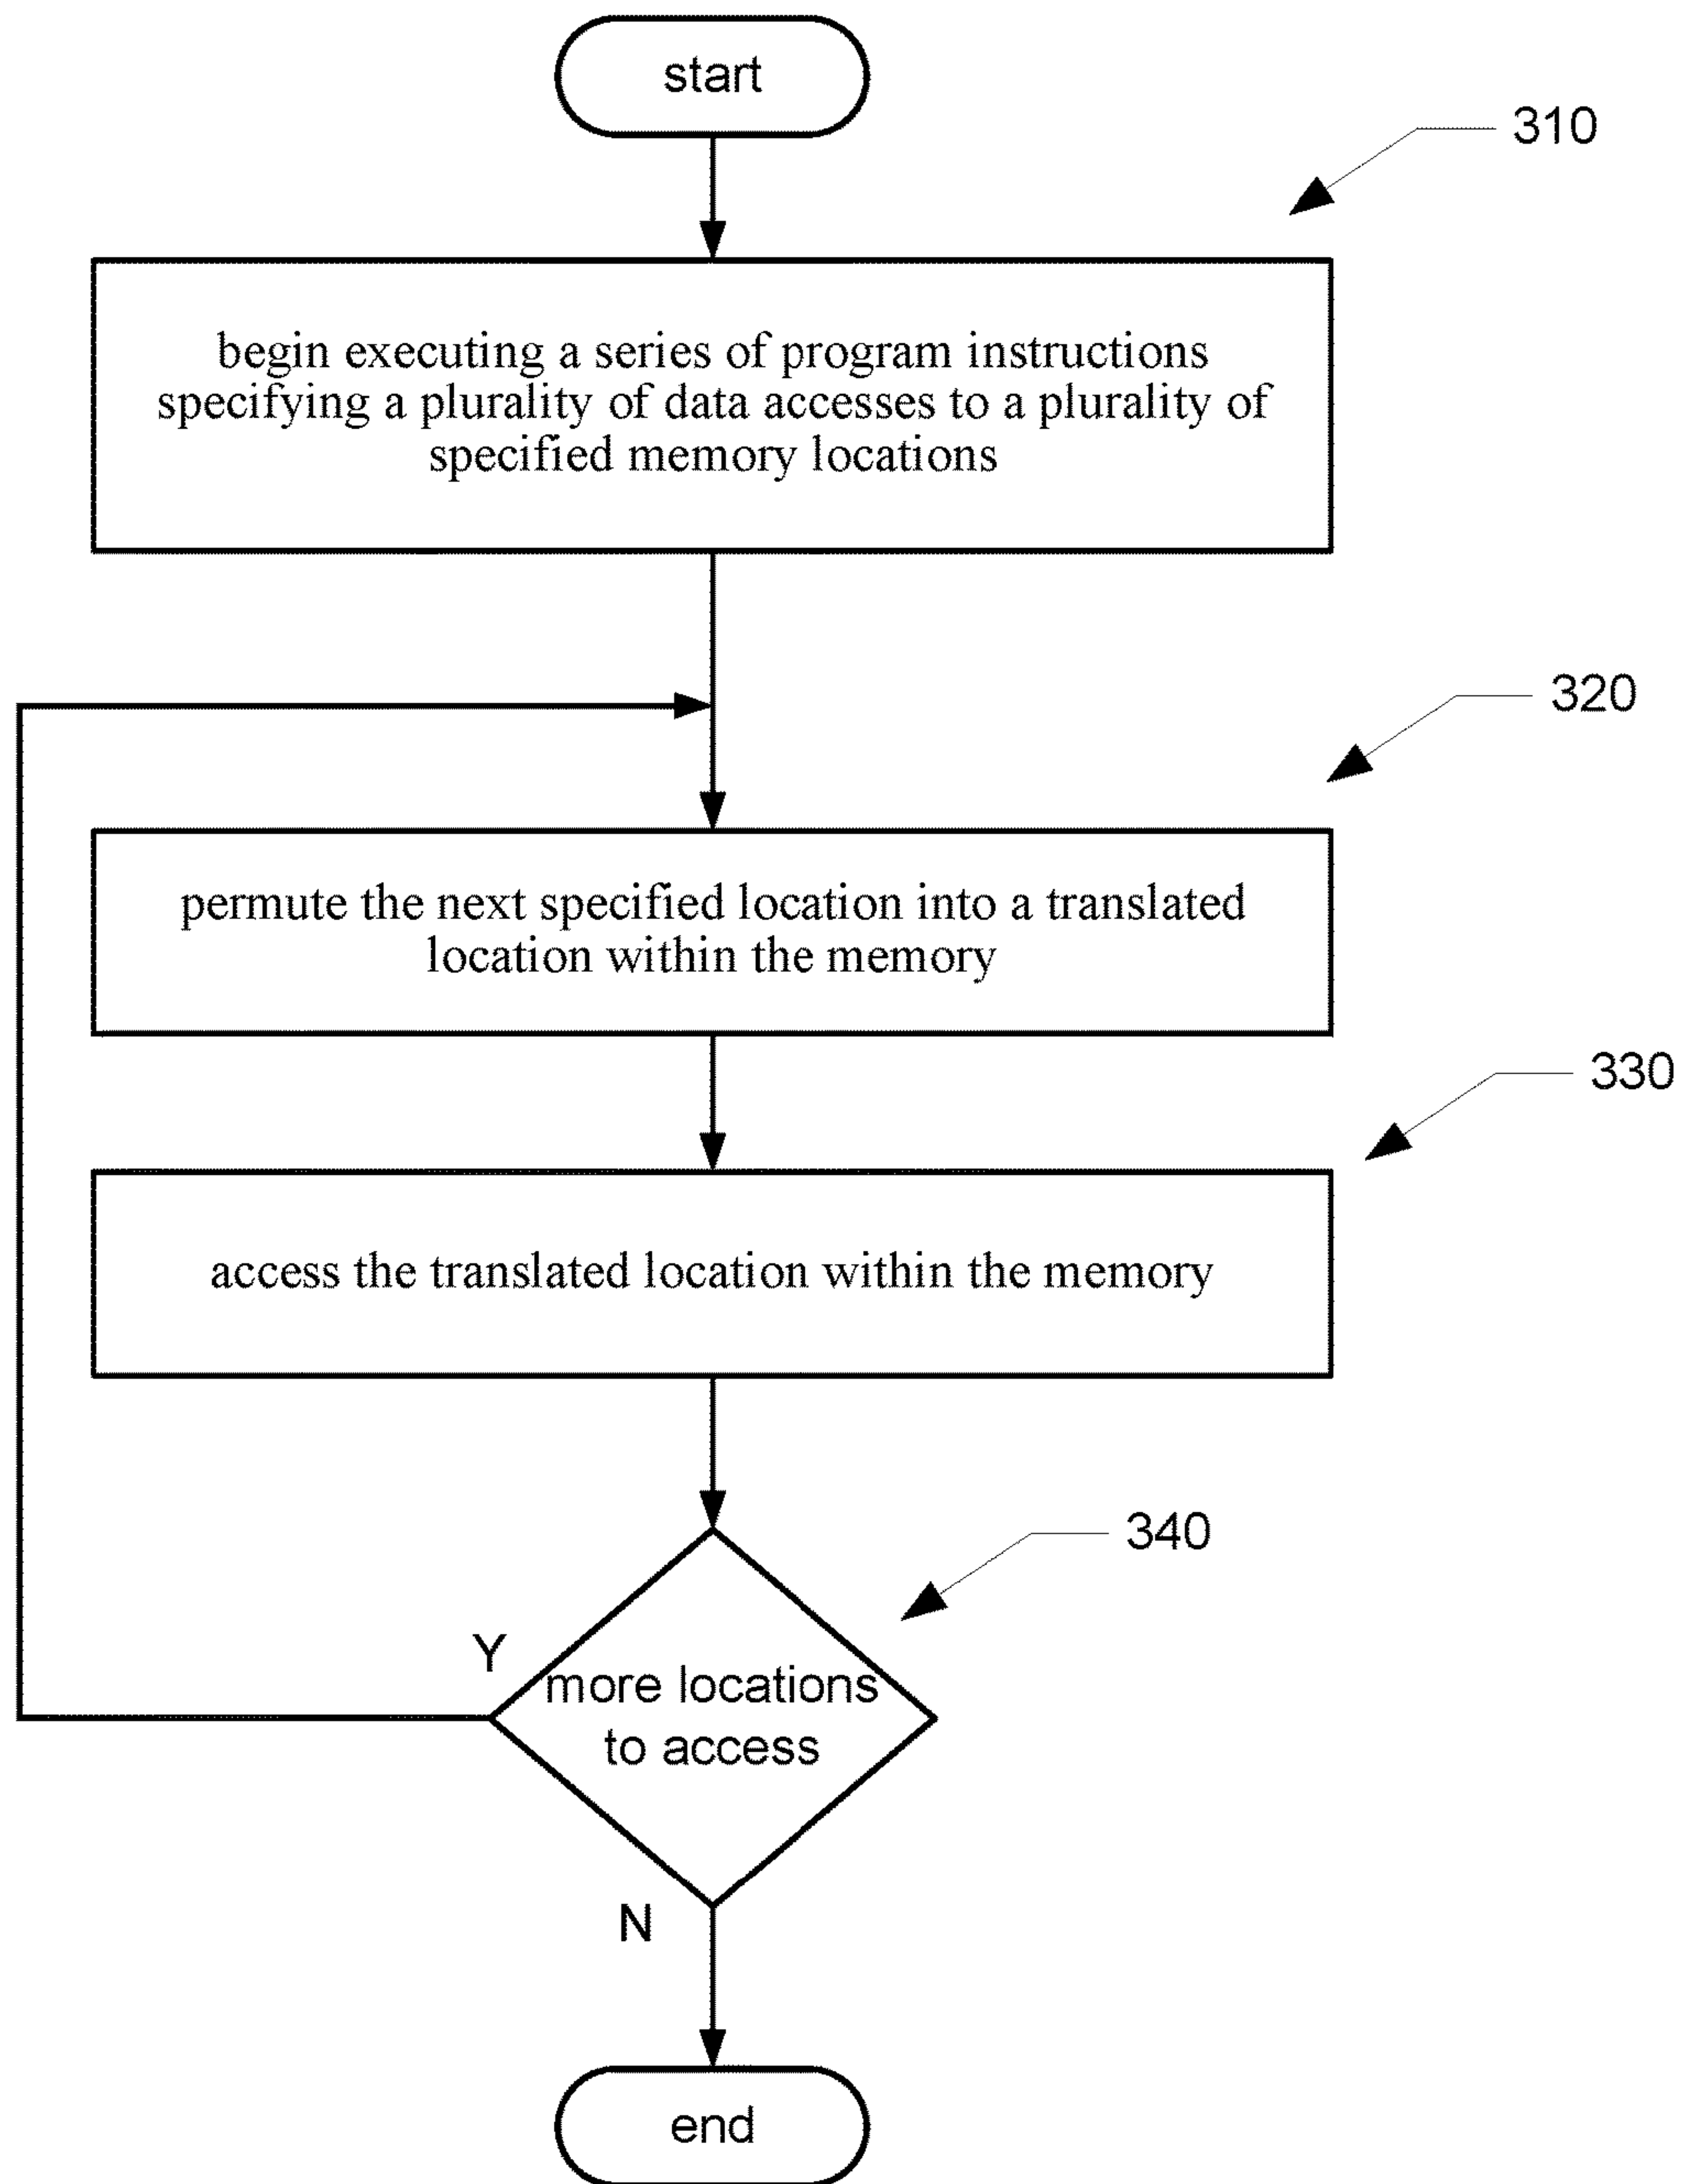 start
310
begin executing a series of program instructions
specifying a plurality of data accesses to a plurality of
specified memory locations
320
permute the next specified location into a translated
location within the memory
330
access the translated location within the memory
340
Y
more locations
to access
N
end